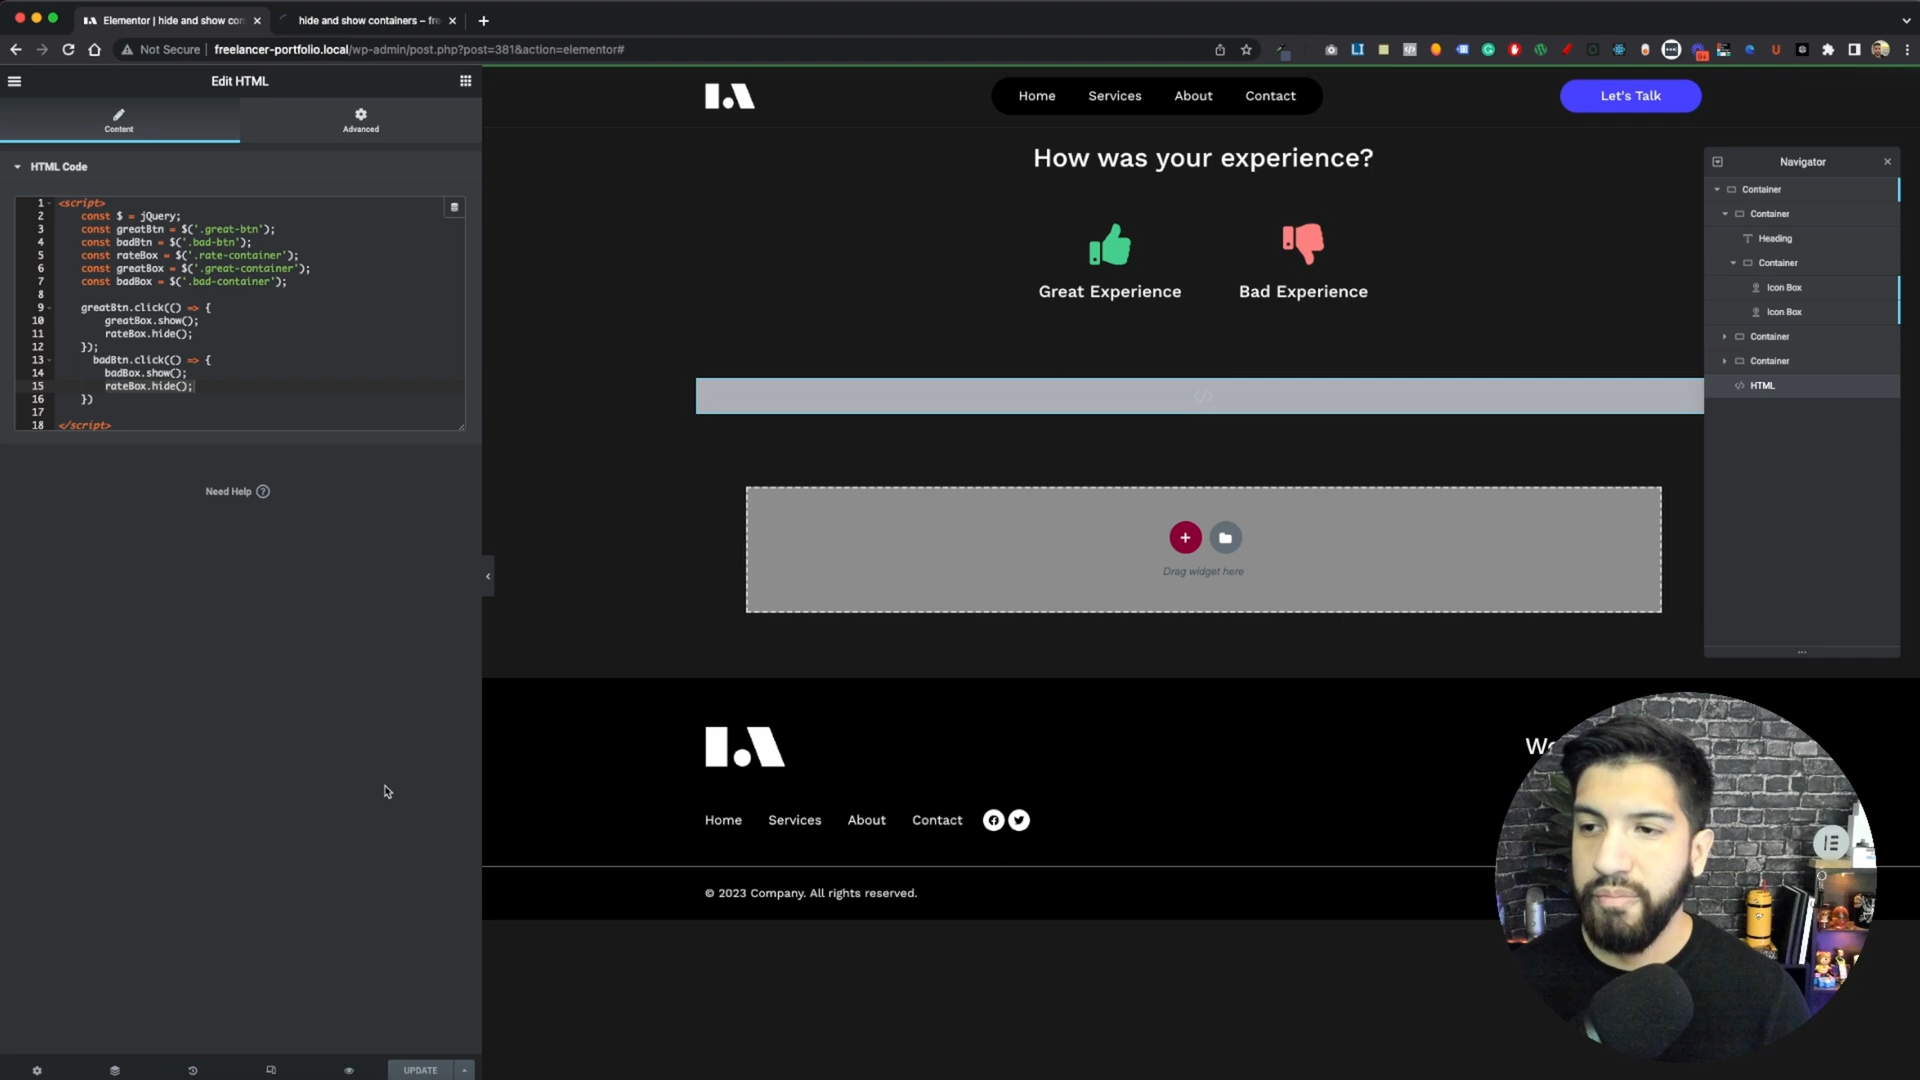 Elementor | hide and show con
hide and show containers – fre
Not Secure | freelancer-portfolio.local/wp-admin/post.php?post=381&action=elementor#
Edit HTML
Content
Advanced
HTML Code
1 <script>
2 const $ = jQuery;
3 const greatBtn = $('.great-btn');
4 const badBtn = $('.bad-btn');
5 const rateBox = $('.rate-container');
6 const greatBox = $('.great-container');
7 const badBox = $('.bad-container');
8
9 greatBtn.click(() => {
10 greatBox.show();
11 rateBox.hide();
12 });
13 badBtn.click(() => {
14 badBox.show();
15 rateBox.hide();
16 })
17
18 </script>
Need Help
UPDATE
Home Services About Contact
Let's Talk
How was your experience?
Great Experience
Bad Experience
Drag widget here
Navigator
Container
Container
Heading
Container
Icon Box
Icon Box
Container
Container
HTML
Home Services About Contact
© 2023 Company. All rights reserved.